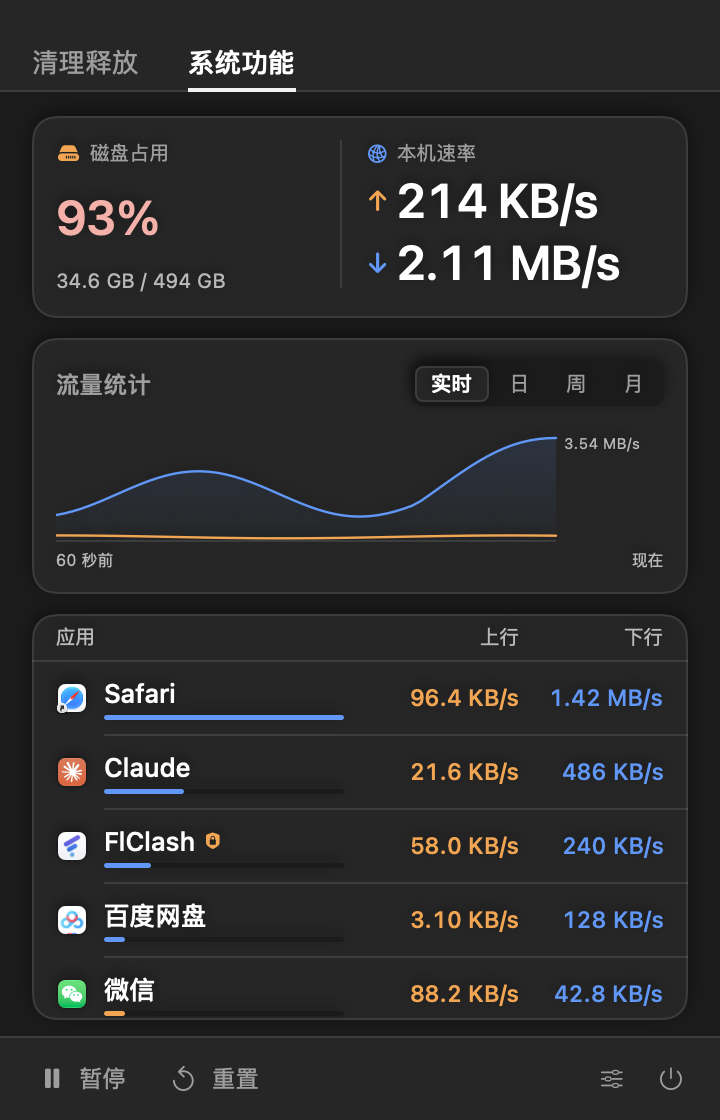 清理释放 系统功能
磁盘占用
93%
34.6 GB / 494 GB
本机速率
↑ 214 KB/s
↓ 2.11 MB/s
流量统计 实时 日 周 月
3.54 MB/s
60 秒前 现在
应用 上行 下行
Safari 96.4 KB/s 1.42 MB/s
Claude 21.6 KB/s 486 KB/s
FlClash 58.0 KB/s 240 KB/s
百度网盘 3.10 KB/s 128 KB/s
微信 88.2 KB/s 42.8 KB/s
暂停 重置